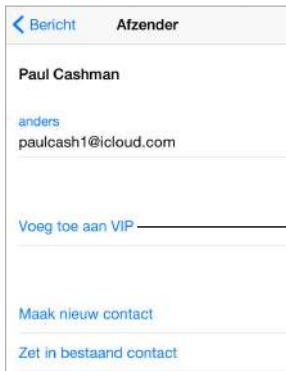 Bericht Afzender
Paul Cashman
anders
paulcash1@icloud.com
Voeg toe aan VIP
Maak nieuw contact
Zet in bestaand contact